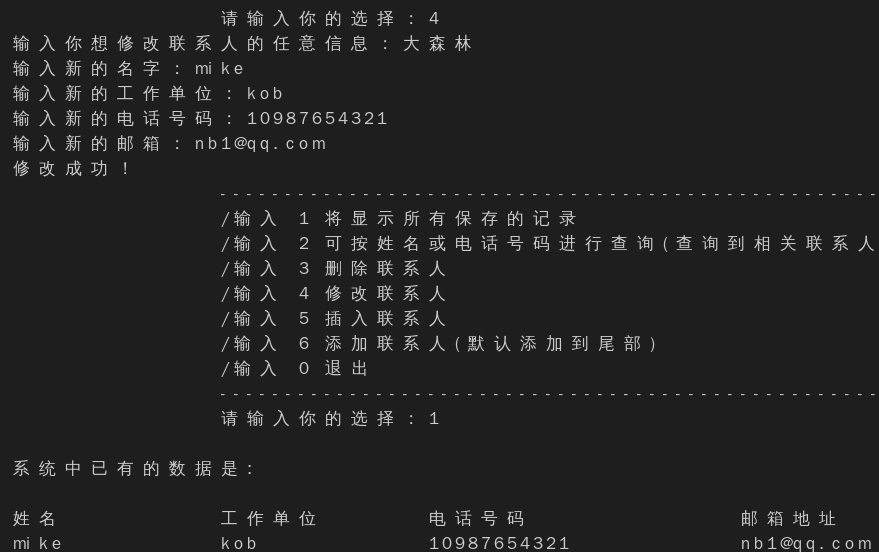 请输入你的选择：4
输入你想修改联系人的任意信息：大森林
输入新的名字：mike
输入新的工作单位：kob
输入新的电话号码：10987654321
输入新的邮箱：nb1@qq.com
修改成功！
--------------------------------------------------
/输入 1 将显示所有保存的记录
/输入 2 可按姓名或电话号码进行查询(查询到相关联系人
/输入 3 删除联系人
/输入 4 修改联系人
/输入 5 插入联系人
/输入 6 添加联系人(默认添加到尾部)
/输入 0 退出
--------------------------------------------------
请输入你的选择：1
系统中已有的数据是:
姓名 工作单位 电话号码 邮箱地址
mike kob 10987654321 nb1@qq.com